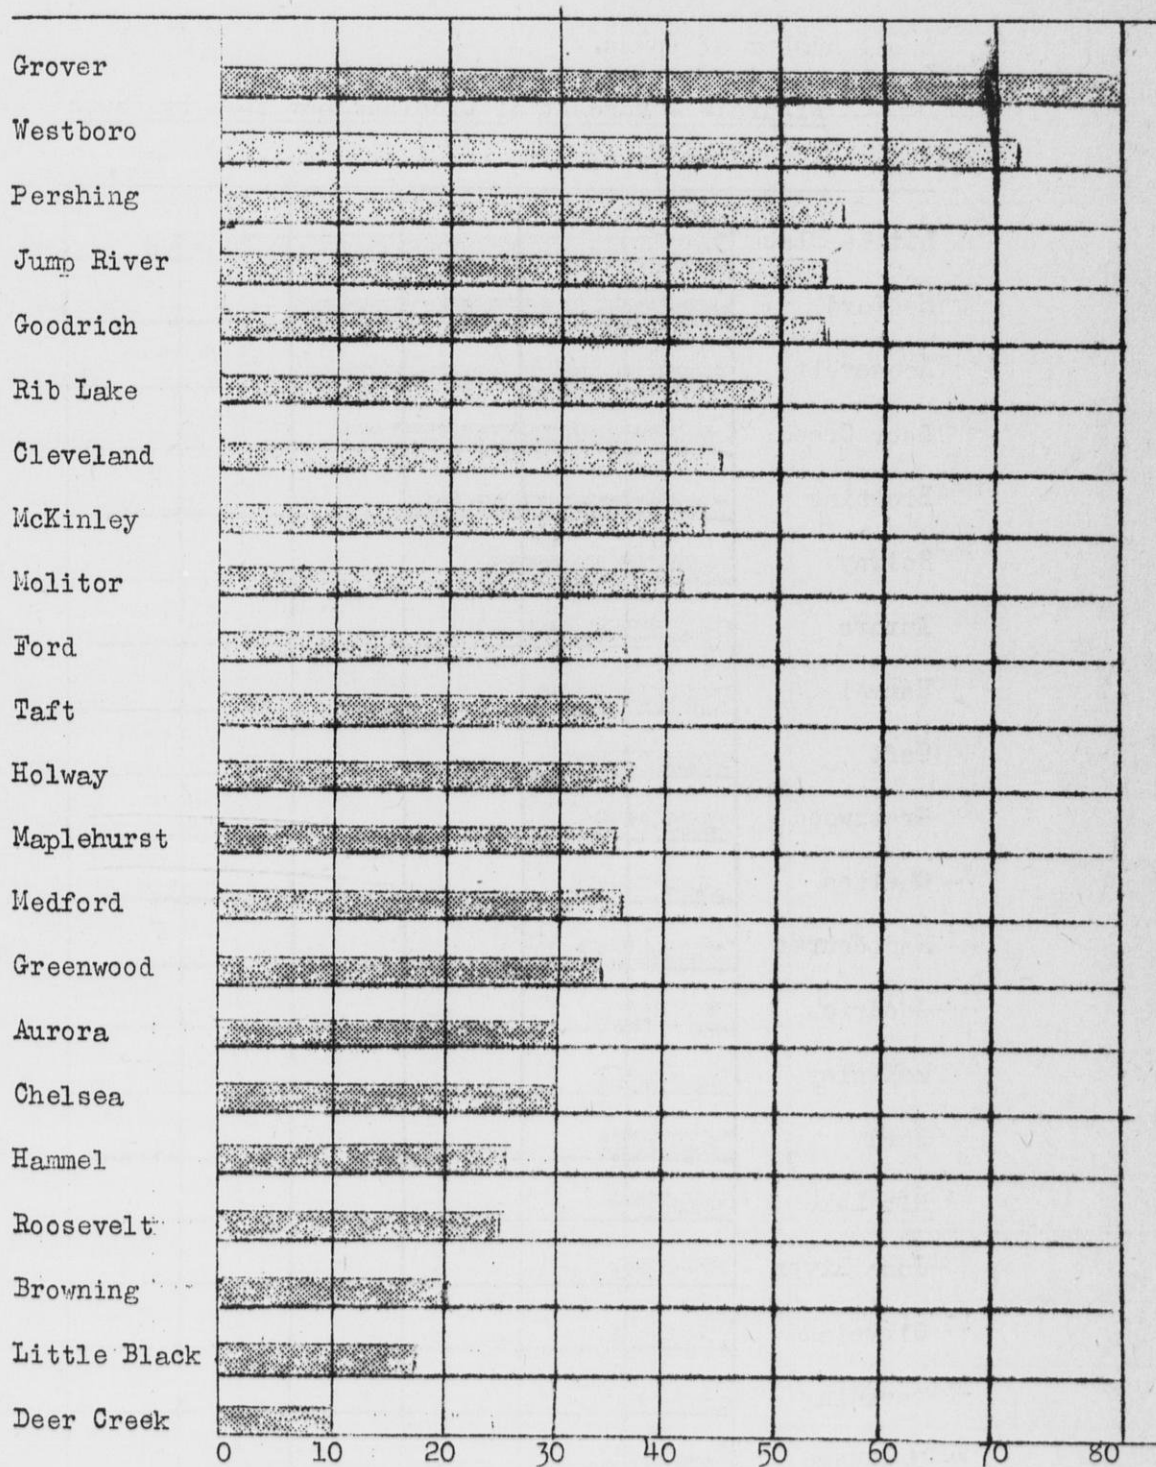 Grover
Westboro
Pershing
Jump River
Goodrich
Rib Lake
Cleveland
McKinley
Molitor
Ford
Taft
Holway
Maplehurst
Medford
Greenwood
Aurora
Chelsea
Hammel
Roosevelt
Browning
Little Black
Deer Creek
0 10 20 30 40 50 60 70 80